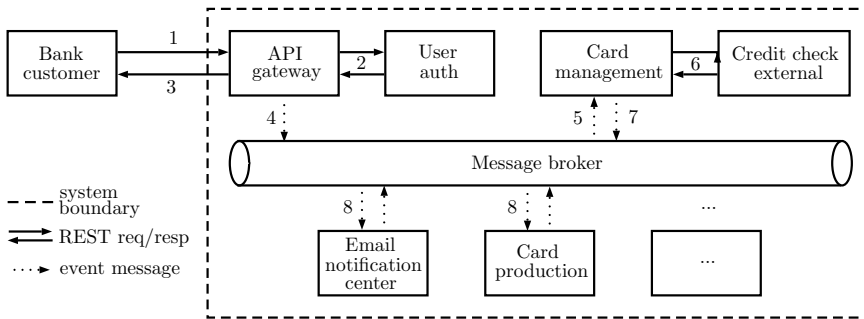 1
Bank
customer
API
gateway
User
auth
Card
management
Credit check
external
2
6
3
4
5
7
Message broker
system
boundary
8
8
...
REST req/resp
Email
notification
center
Card
production
...
event message